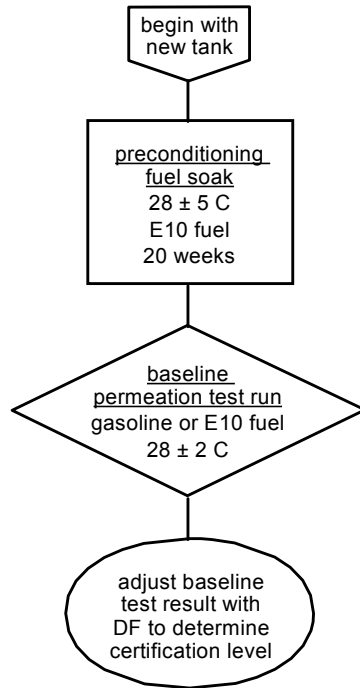 begin with
new tank
preconditioning
fuel soak
28 ± 5 C
E10 fuel
20 weeks
baseline
permeation test run
gasoline or E10 fuel
28 ± 2 C
adjust baseline
test result with
DF to determine
certification level